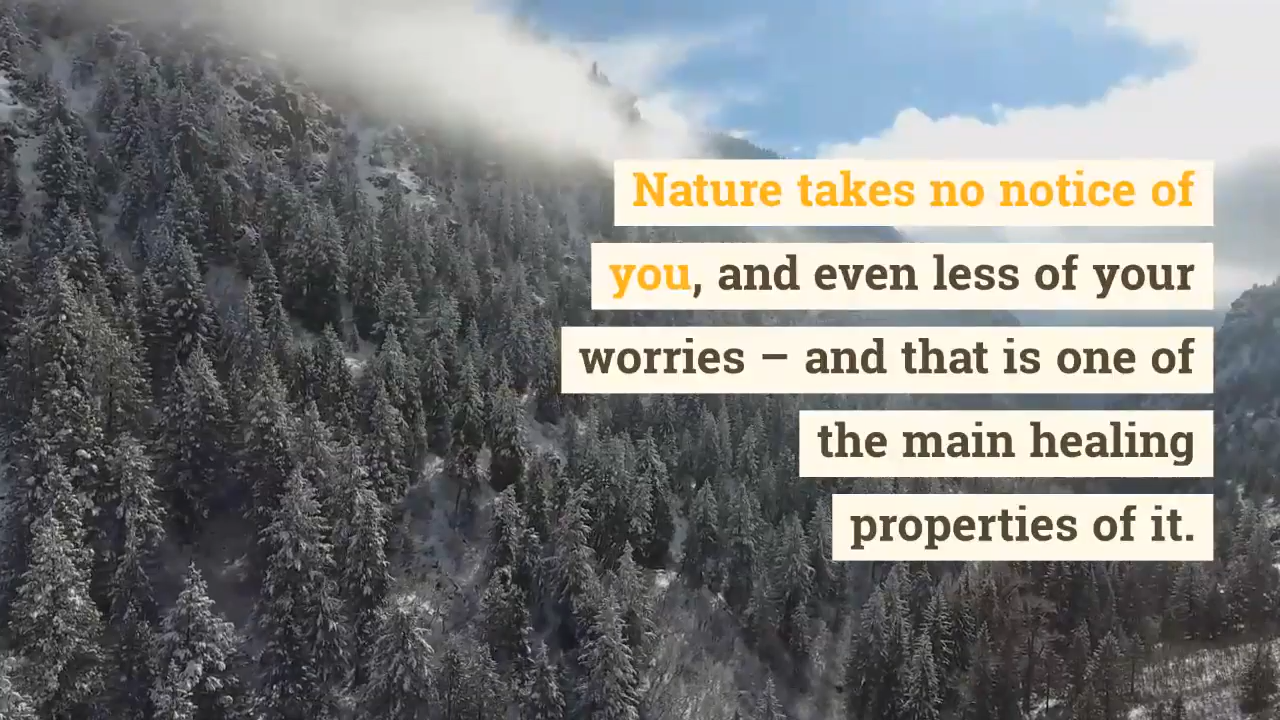 Nature takes no notice of
you, and even less of your
worries – and that is one of
the main healing
properties of it.